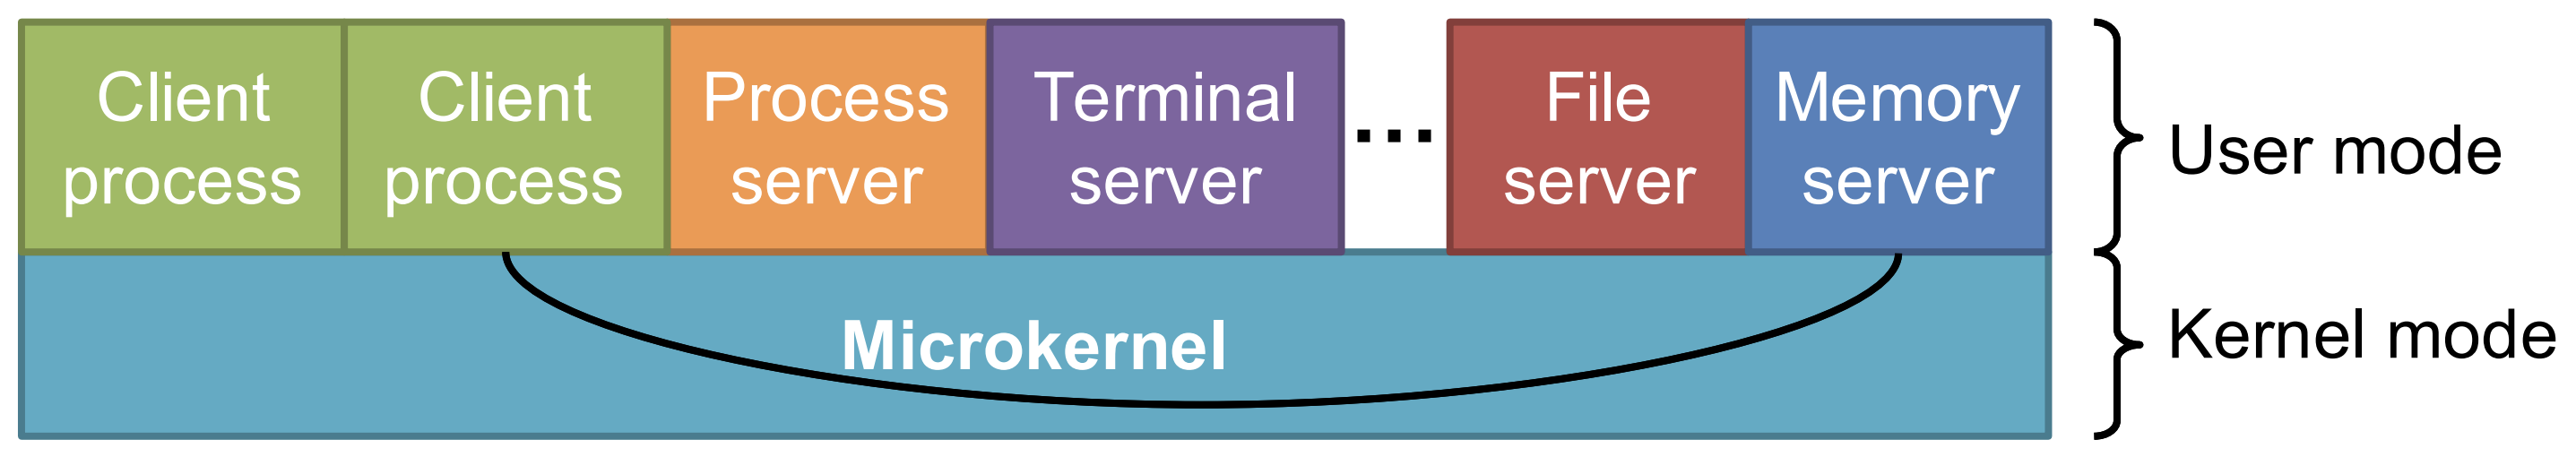 Client
process
Client
process
Process
server
Terminal
server
...
File
server
Memory
server
User mode
Microkernel
Kernel mode